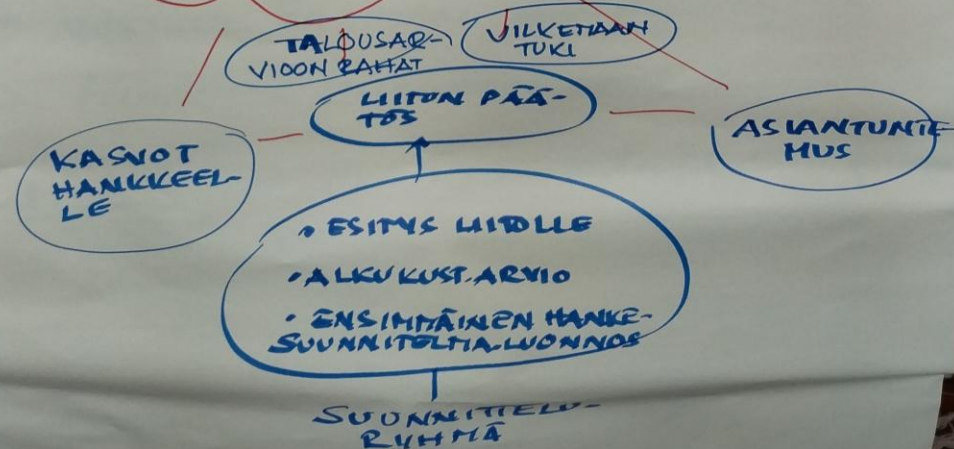 TALOUSAR-
VIOON RAHAT
VILKEMAAN
TUKI
LIITON PÄÄ-
TÖS
KASVOT
HANKKEEL-
LE
ASIANTUNTE-
MUS
• ESITYS LIITOLLE
• ALKUKUST.ARVIO
• ENSIMMÄINEN HANKE-
SUUNNITELMA.LUONNOS
SUUNNITTELU-
RYHMÄ